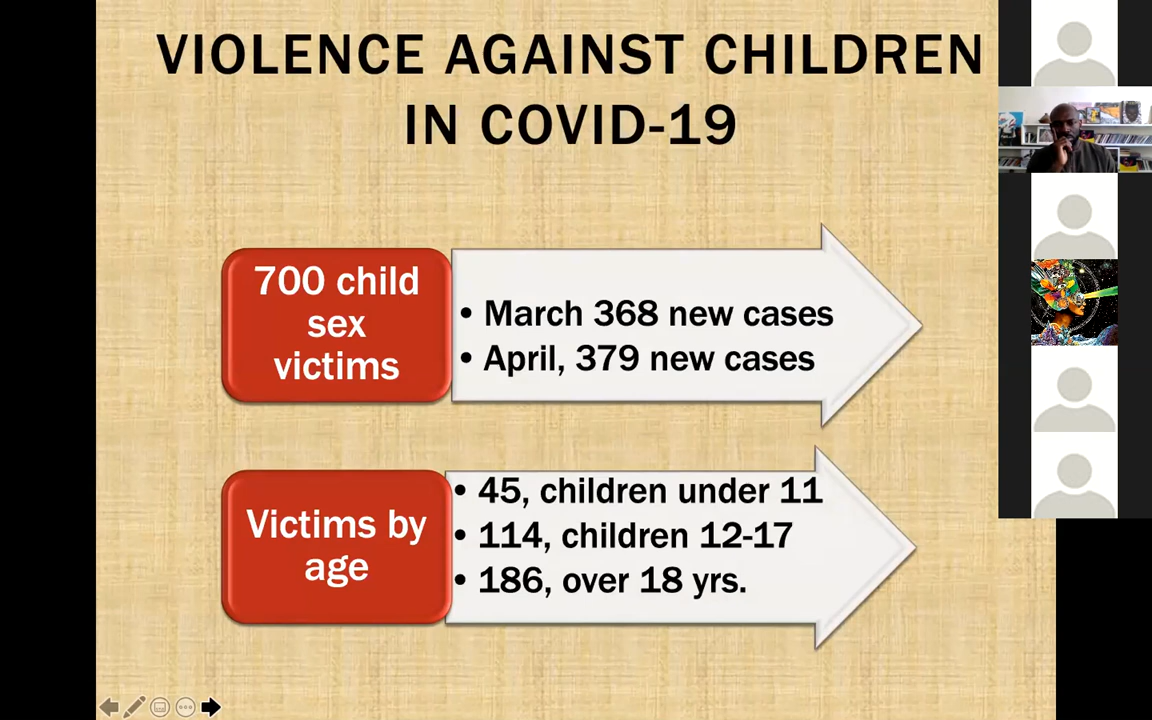 VIOLENCE AGAINST CHILDREN
IN COVID-19
700 child
sex
victims
• March 368 new cases
• April, 379 new cases
Victims by
age
• 45, children under 11
• 114, children 12-17
• 186, over 18 yrs.